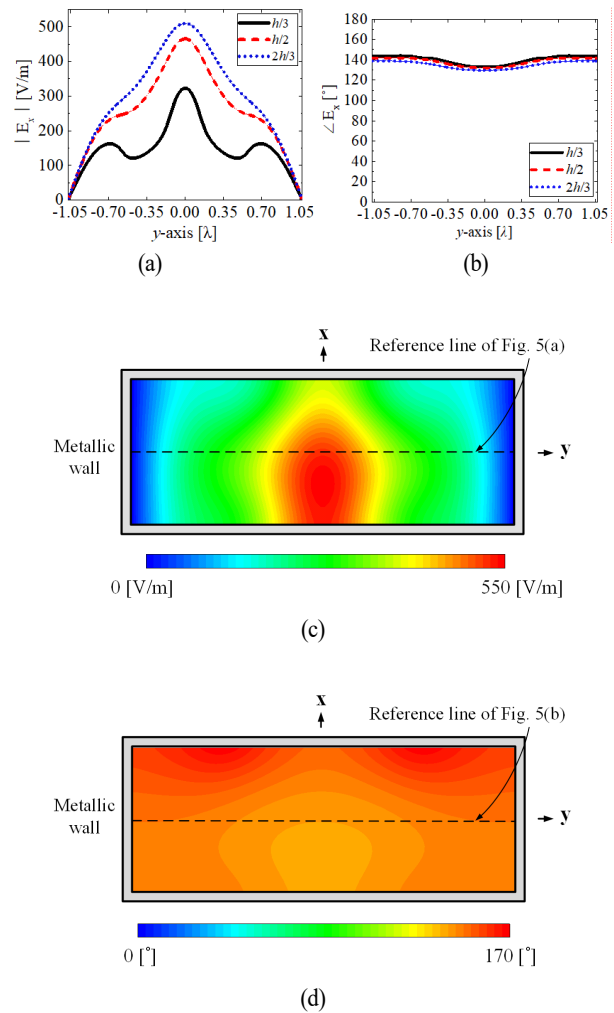 550
500
400
300
200
100
0
| E_x | [V/m]
h/3
h/2
2h/3
-1.05 -0.70 -0.35 0.00 0.35 0.70 1.05
y-axis [λ]
(a)
180
160
140
120
100
80
60
40
20
0
∠E_x [°]
h/3
h/2
2h/3
-1.05 -0.70 -0.35 0.00 0.35 0.70 1.05
y-axis [λ]
(b)
x
Reference line of Fig. 5(a)
Metallic
wall
y
0 [V/m] 550 [V/m]
(c)
x
Reference line of Fig. 5(b)
Metallic
wall
y
0 [°] 170 [°]
(d)